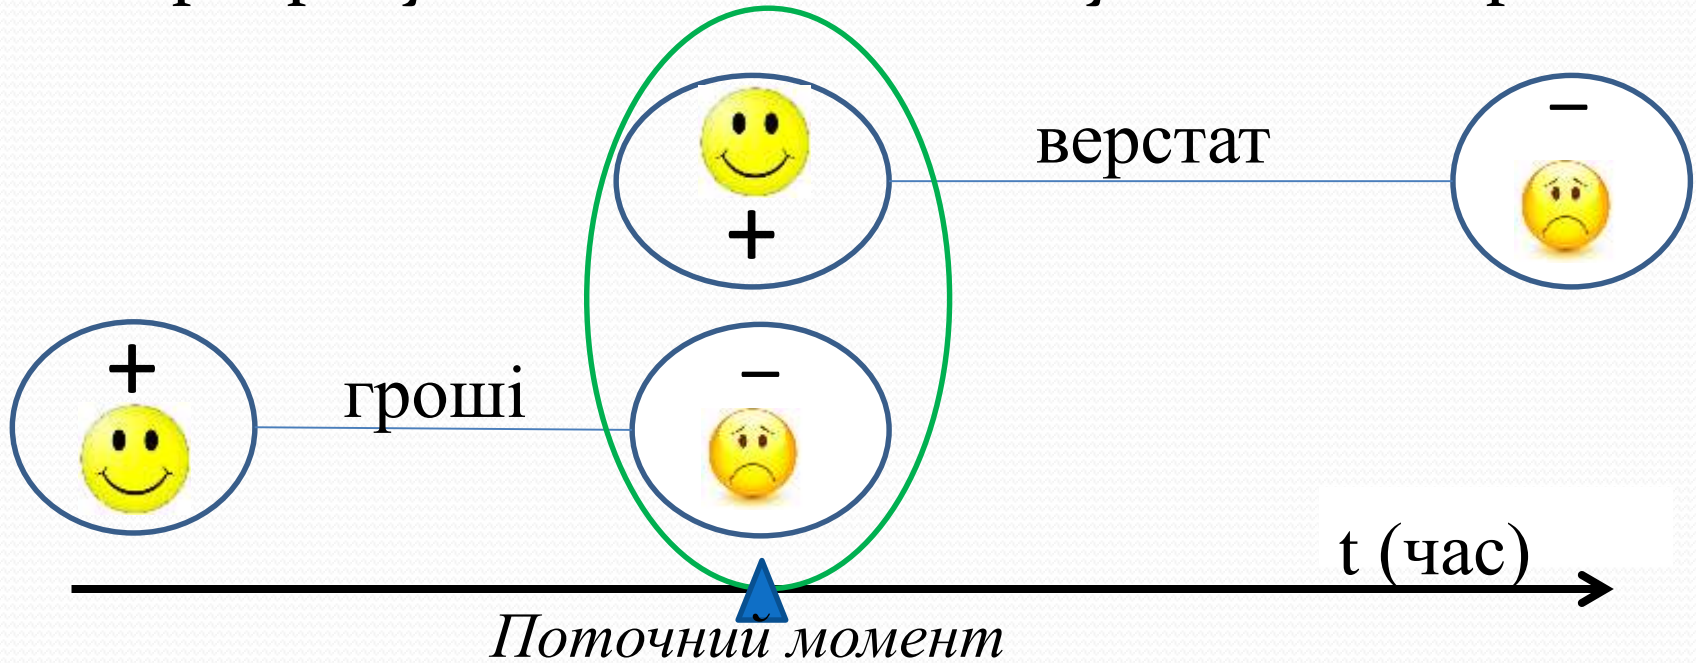 верстат
гроші
t (час)
Поточний момент